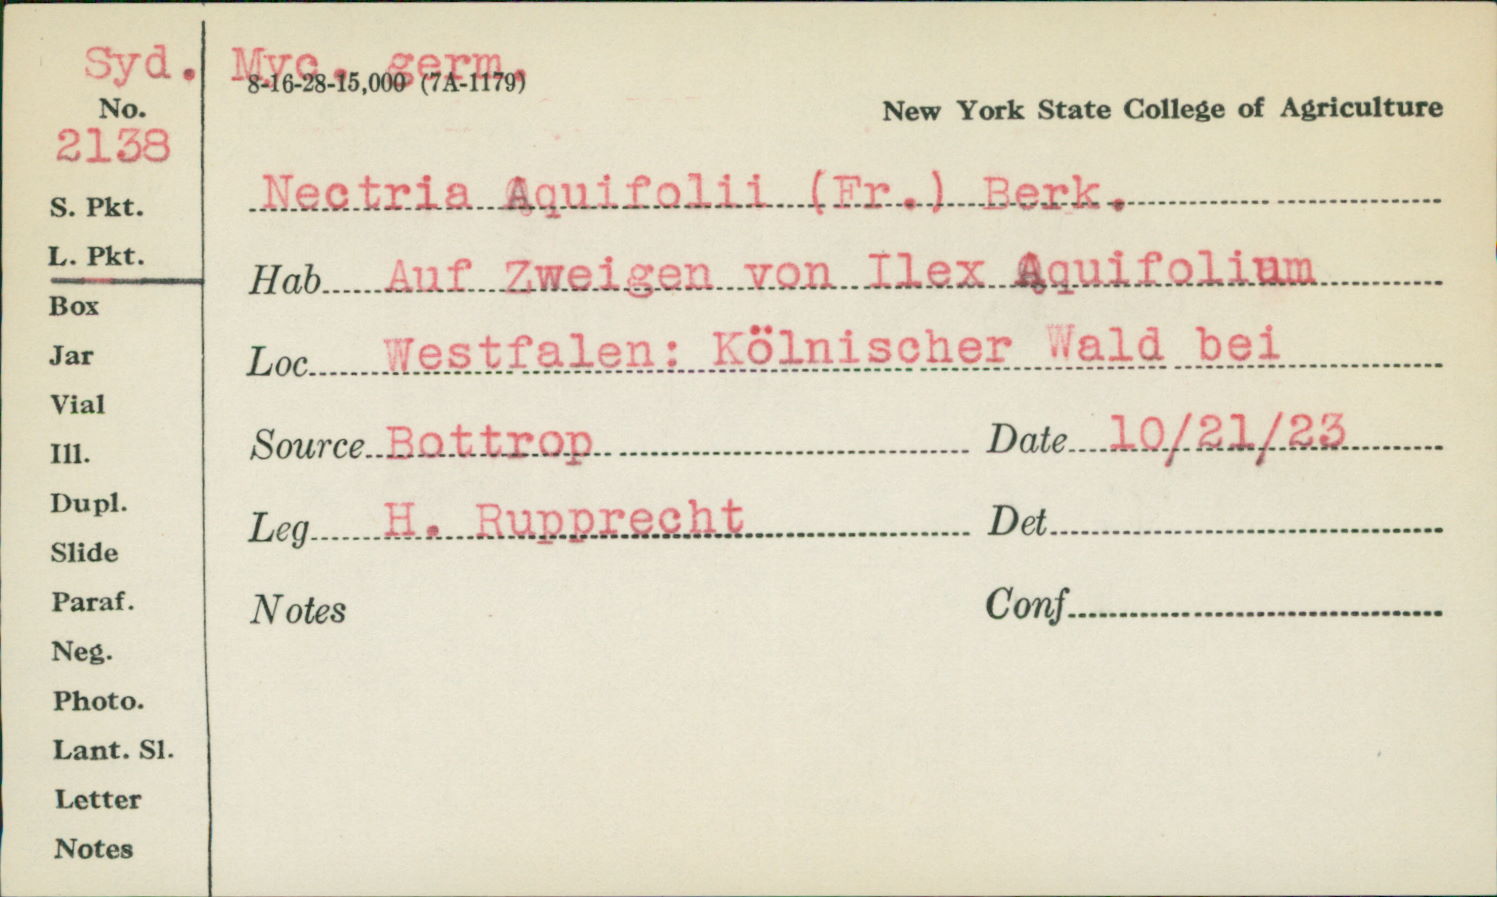 Syd. Myc. germ.
8-16-28-15,000 (7A-1179)
No.
New York State College of Agriculture
2138
Nectria Aquifolii (Fr.) Berk.
S. Pkt.
L. Pkt.
Hab. Auf Zweigen von Ilex Aquifolium
Box
Jar
Loc. Westfalen: Kölnischer Wald bei
Vial
Source Bottrop Date 10/21/23
Ill.
Dupl.
Leg. H. Rupprecht Det.
Slide
Paraf.
Notes Conf.
Neg.
Photo.
Lant. Sl.
Letter
Notes